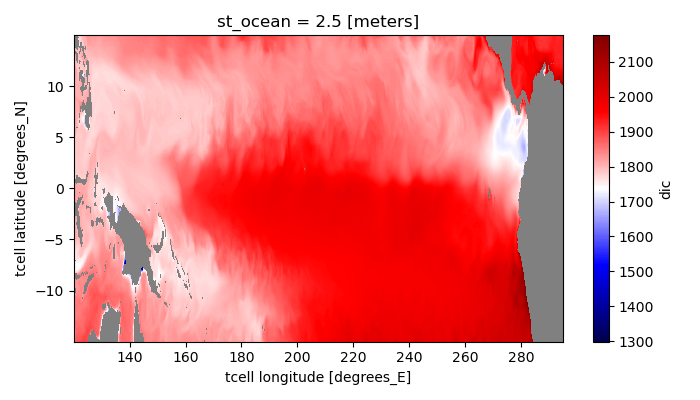 st_ocean = 2.5 [meters]
10
5
0
−5
−10
tcell latitude [degrees_N]
140 160 180 200 220 240 260 280
tcell longitude [degrees_E]
2100
2000
1900
1800
1700
1600
1500
1400
1300
dic